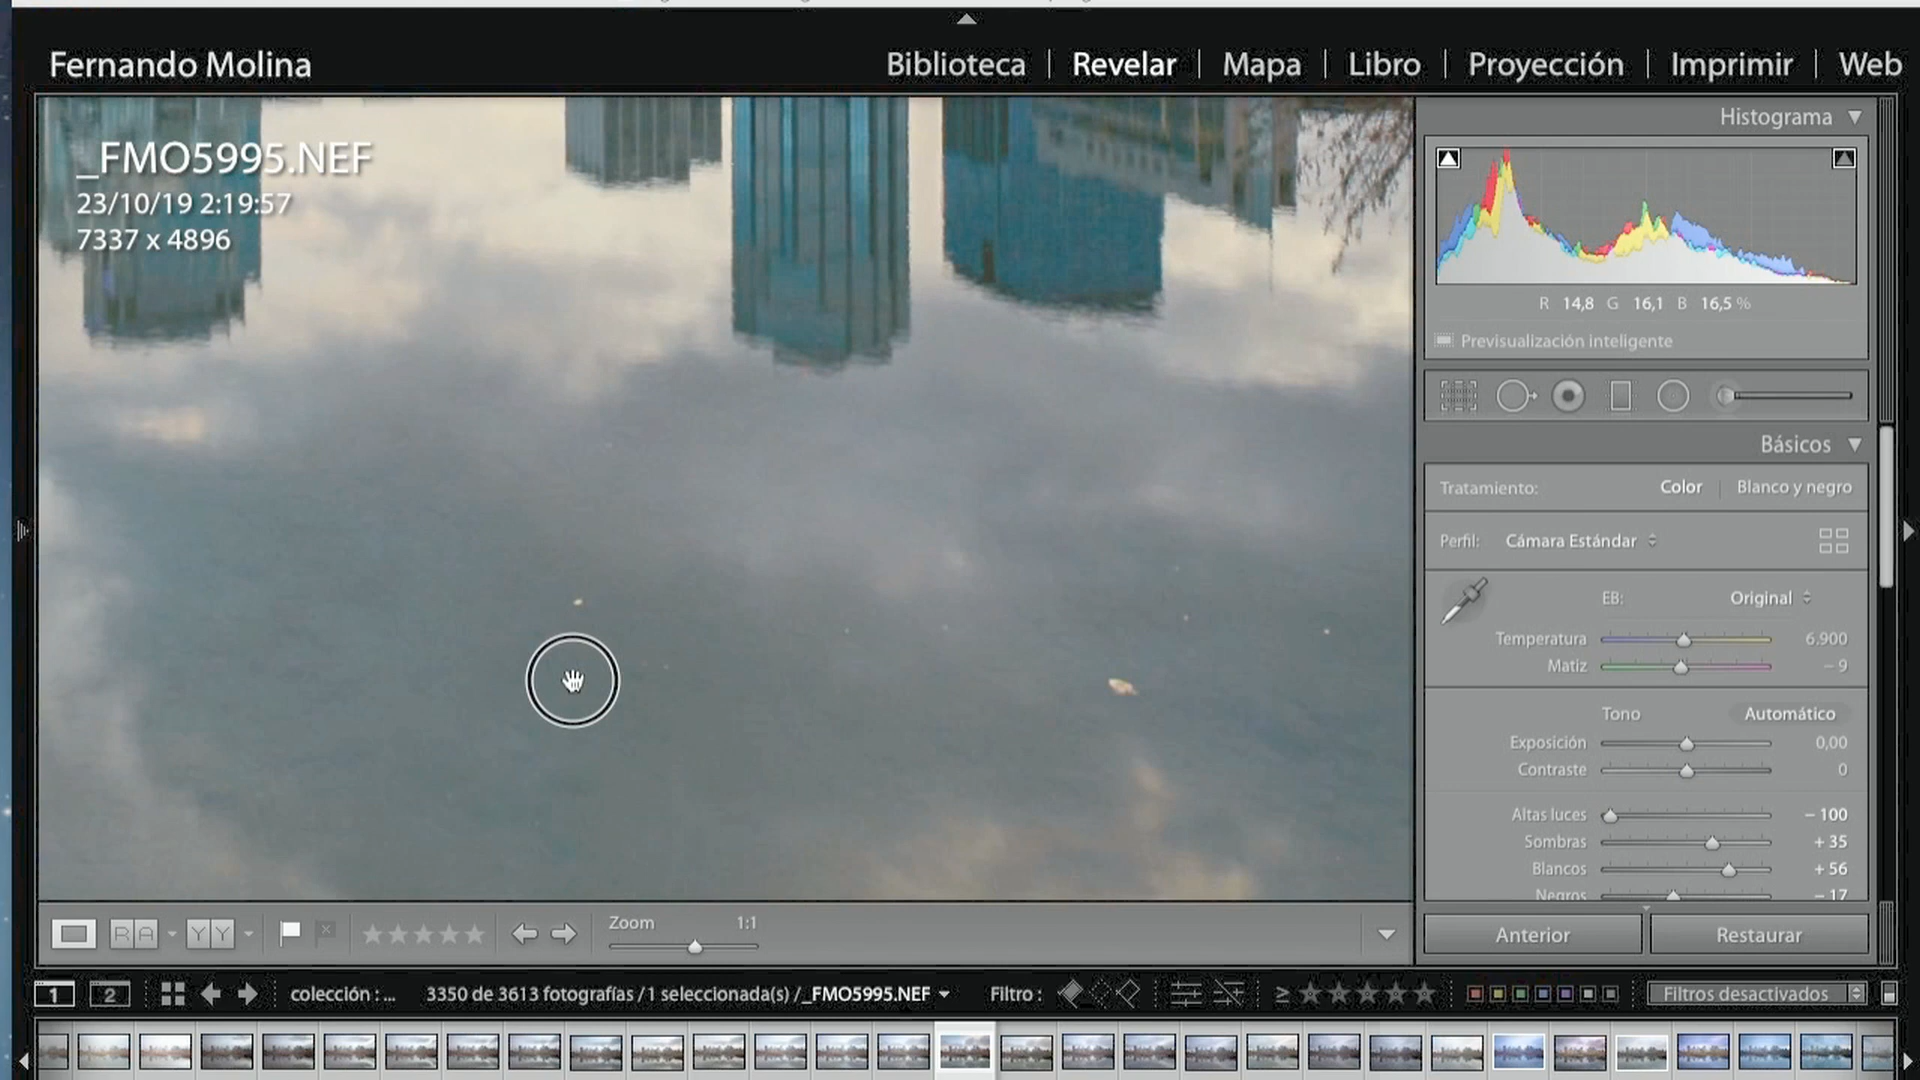 Fernando Molina
Biblioteca | Revelar | Mapa | Libro | Proyección | Imprimir | Web
_FMO5995.NEF
23/10/19 2:19:57
7337 x 4896
Histograma
R 14,8 G 16,1 B 16,5 %
Previsualización inteligente
Básicos
Tratamiento: Color | Blanco y negro
Perfil: Cámara Estándar
EB: Original
Temperatura 6.900
Matiz – 9
Tono Automático
Exposición 0,00
Contraste 0
Altas luces – 100
Sombras + 35
Blancos + 56
Negros – 17
R A Y Y Zoom 1:1
Anterior Restaurar
1 2 colección : ... 3350 de 3613 fotografías / 1 seleccionada(s) / _FMO5995.NEF Filtro : ≥ Filtros desactivados